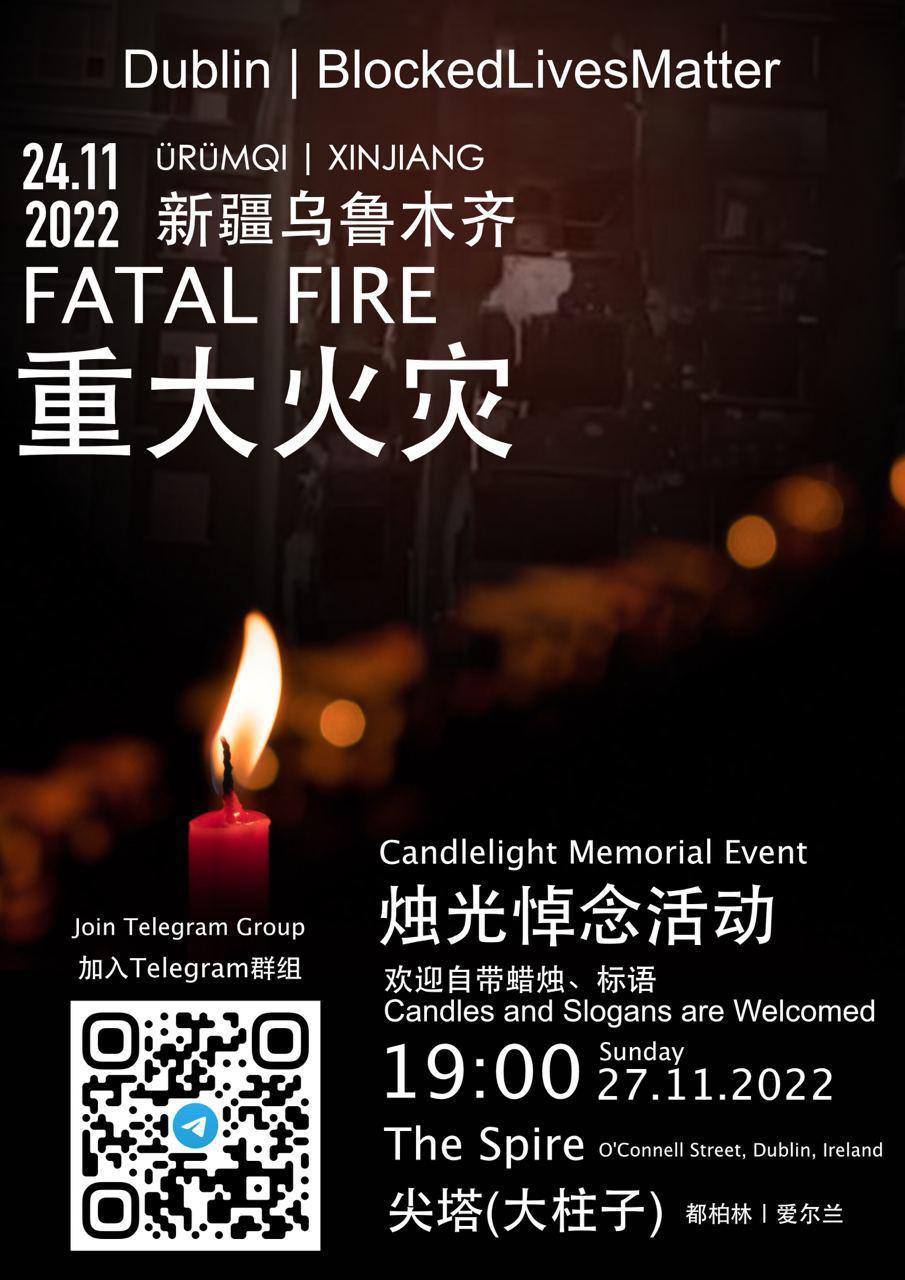 Dublin | BlockedLivesMatter
24.11
2022
ÜRÜMQI | XINJIANG
新疆乌鲁木齐
FATAL FIRE
重大火灾
Candlelight Memorial Event
烛光悼念活动
欢迎自带蜡烛、标语
Candles and Slogans are Welcomed
19:00
Sunday
27.11.2022
The Spire O'Connell Street, Dublin, Ireland
尖塔(大柱子) 都柏林 | 爱尔兰
Join Telegram Group
加入Telegram群组